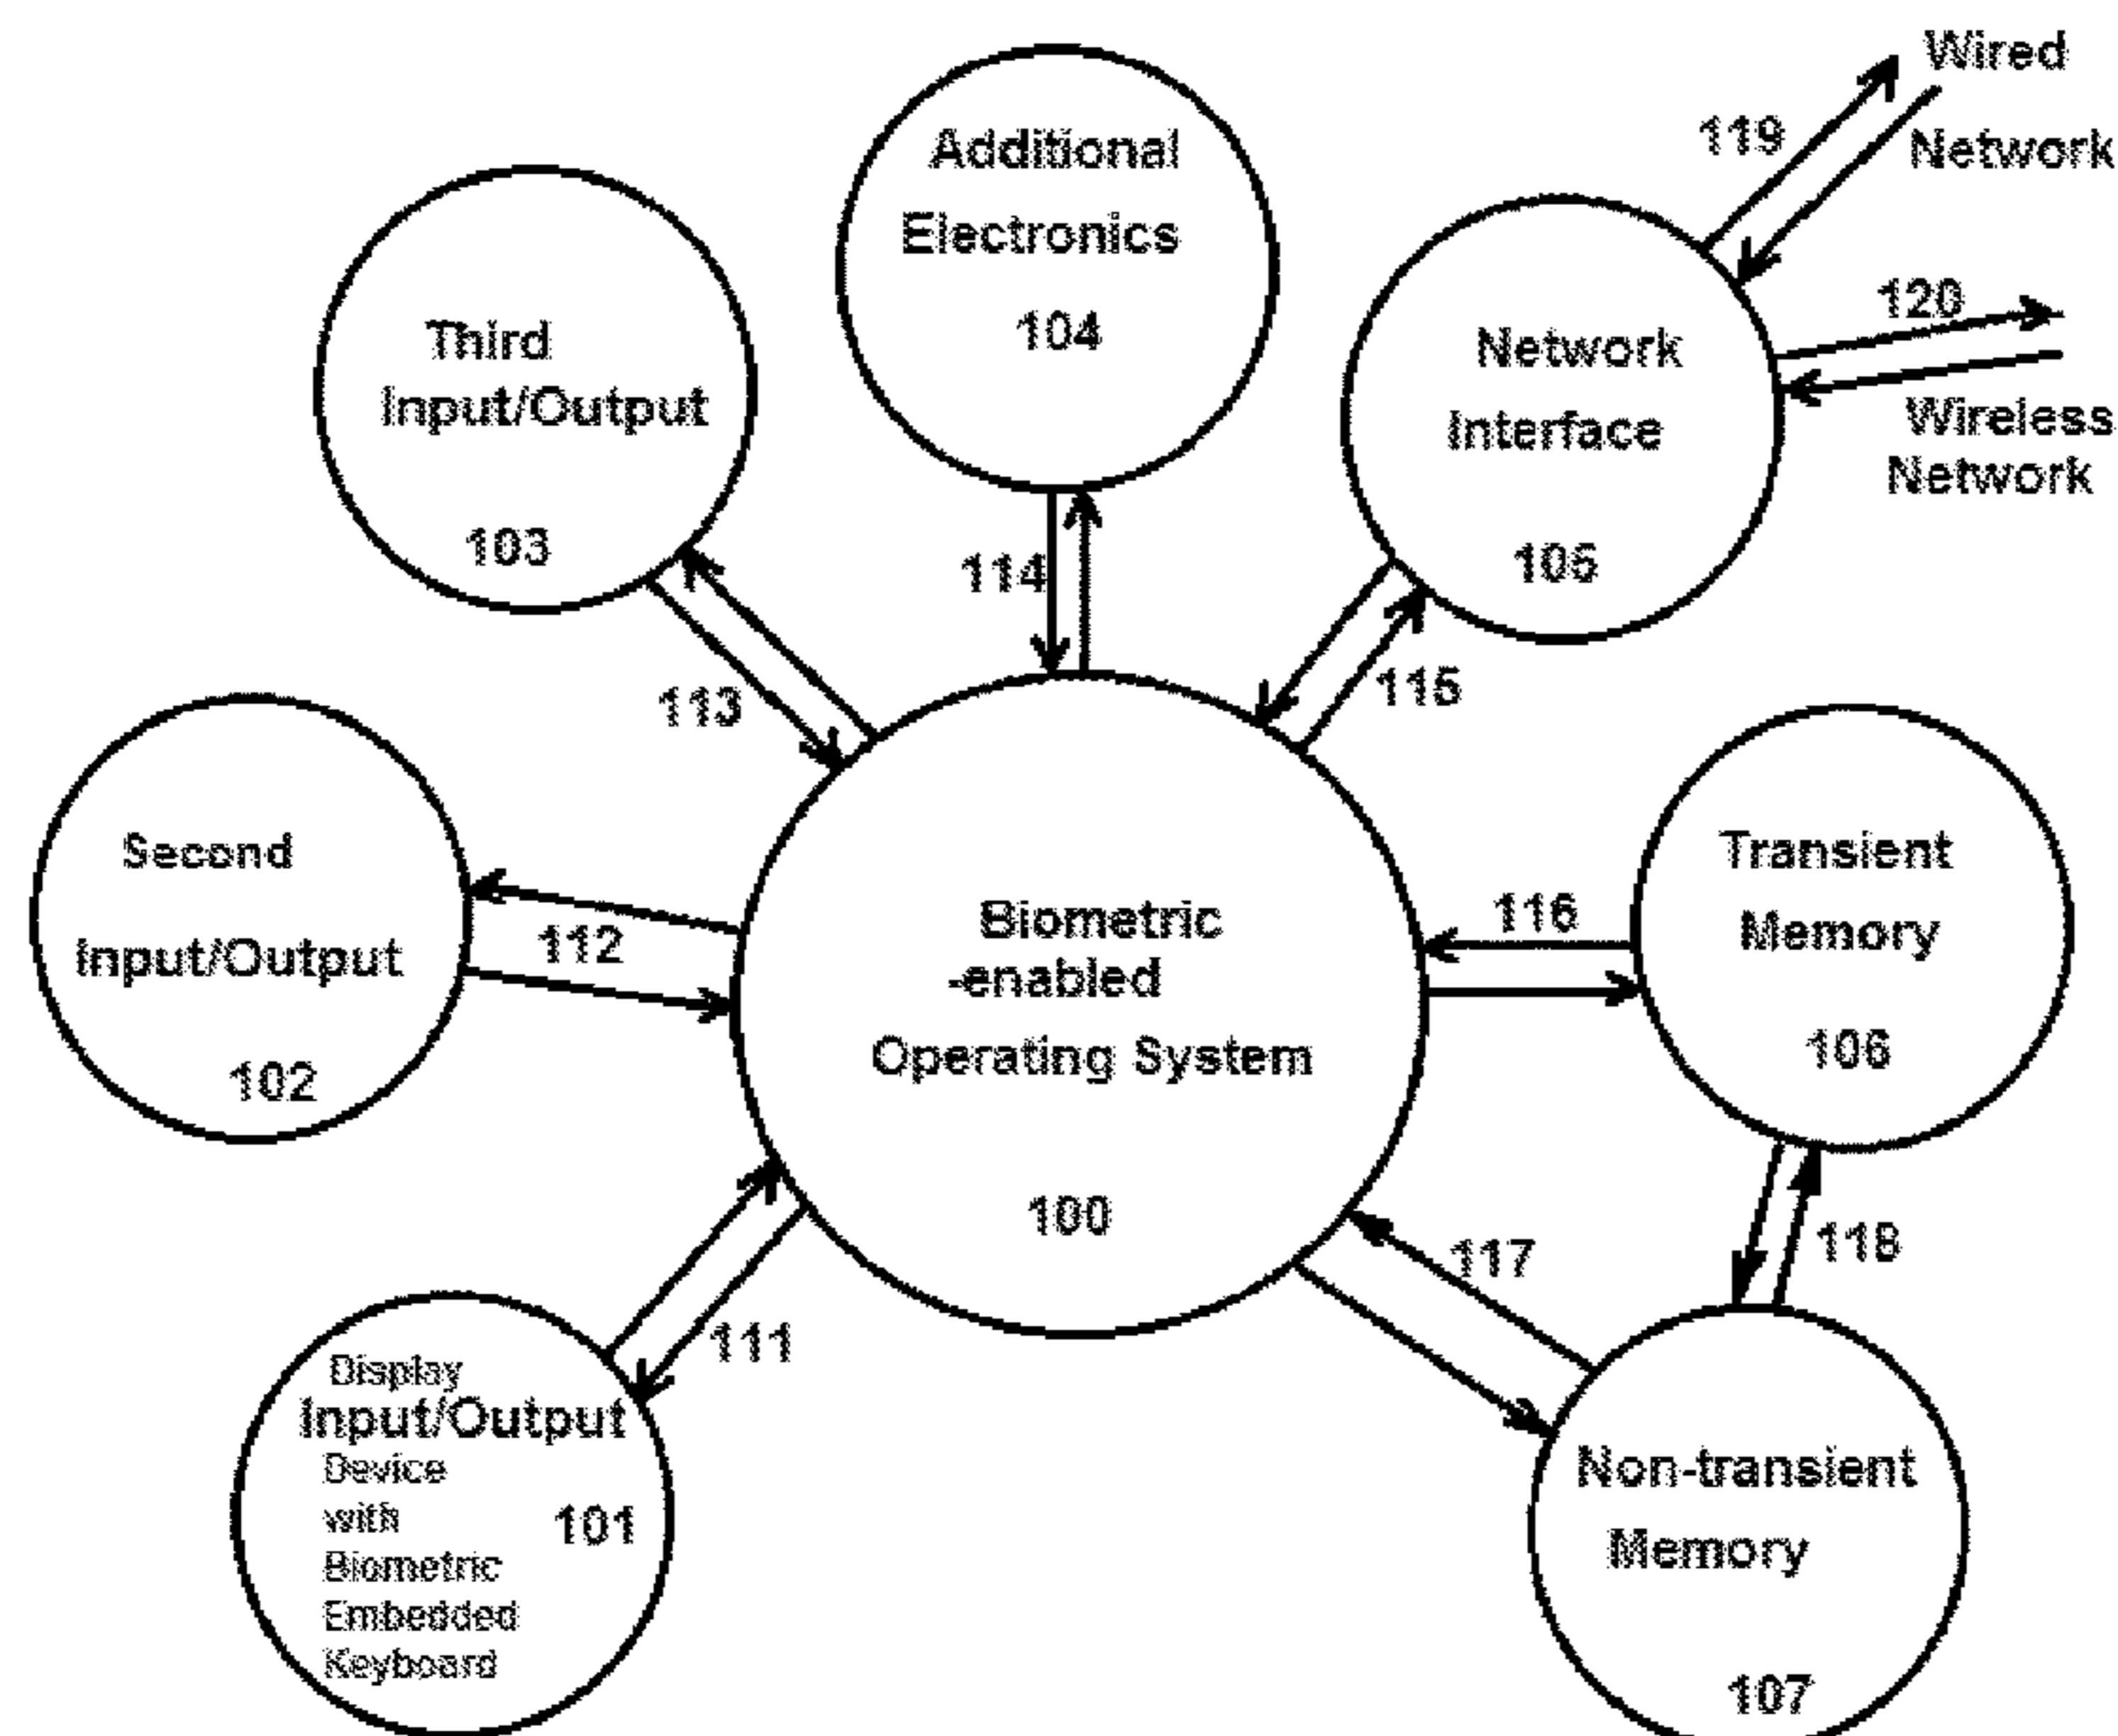 Wired
119
Network
120
Wireless
Network
Additional
Electronics
104
Third
Input/Output
103
Network
Interface
105
114
113
115
Second
Input/Output
102
112
Biometric
-enabled
Operating System
100
116
Transient
Memory
106
111
117
118
Display
Input/Output
Device
with
101
Biometric
Embedded
Keyboard
Non-transient
Memory
107